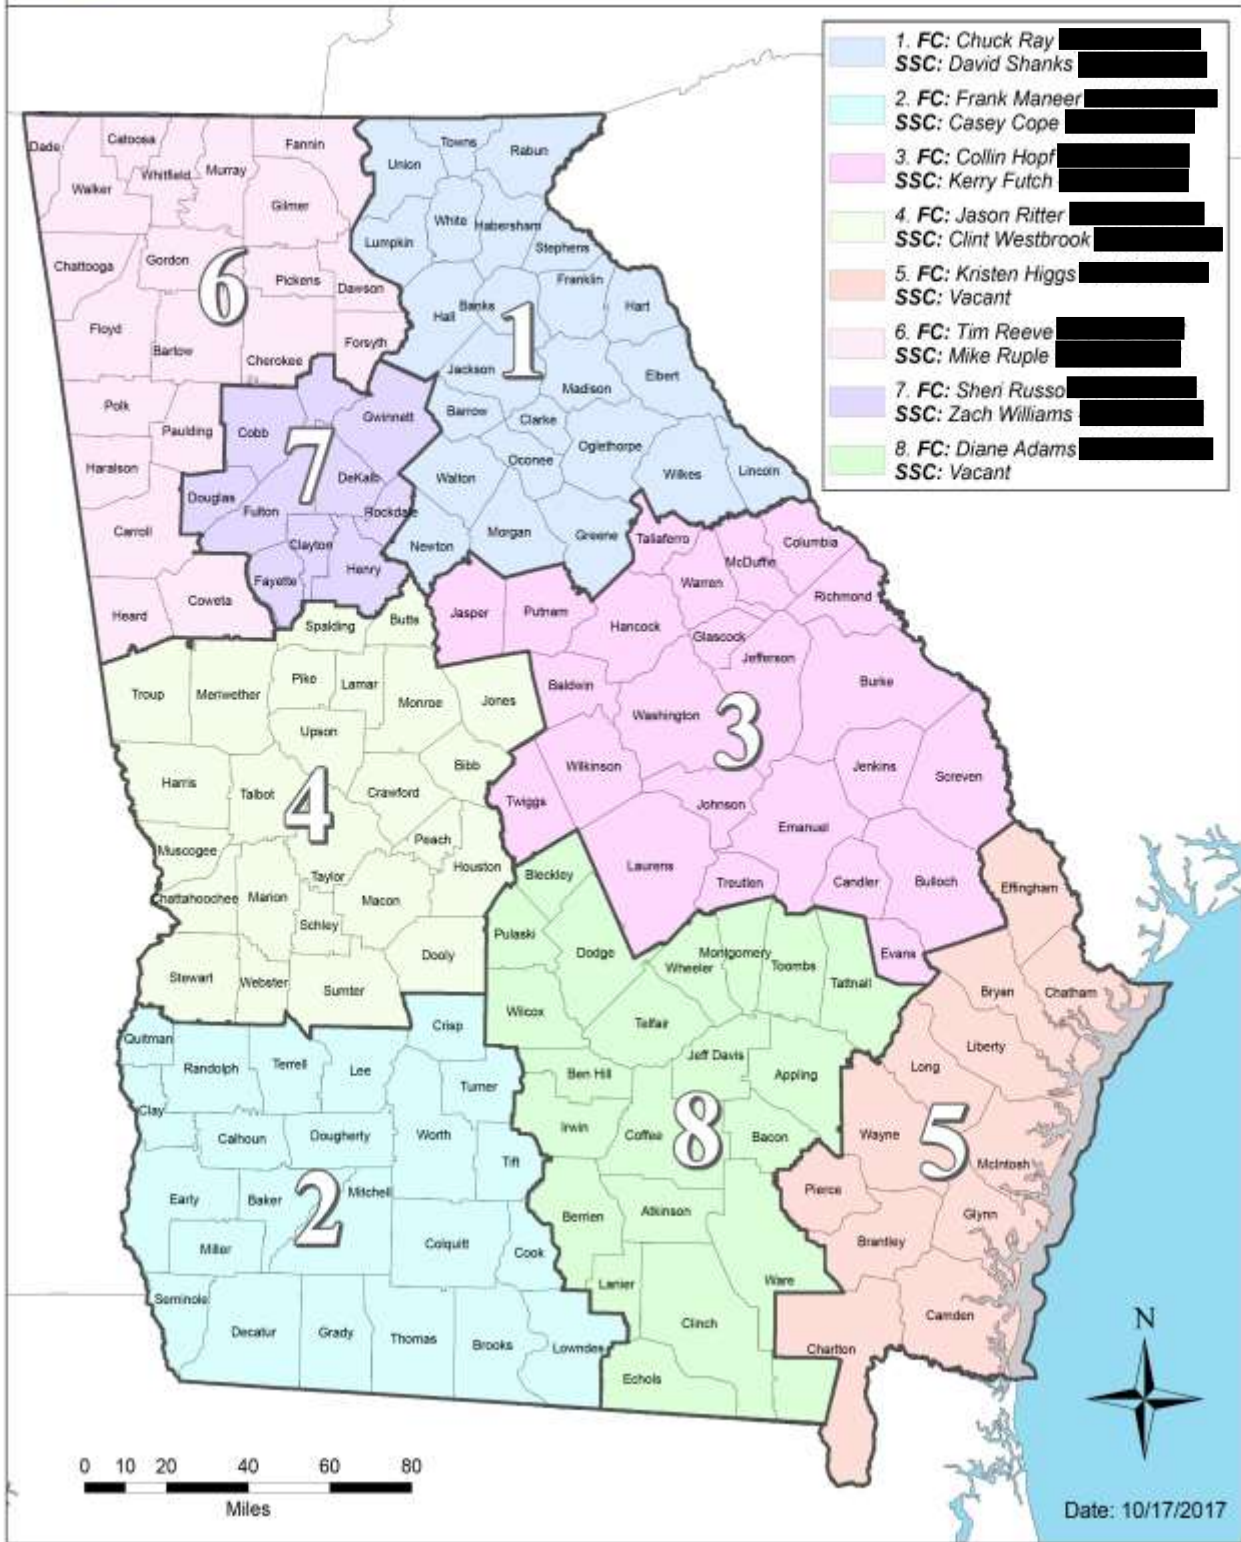 1. FC: Chuck Ray
SSC: David Shanks
2. FC: Frank Maneer
SSC: Casey Cope
3. FC: Collin Hopf
SSC: Kerry Futch
4. FC: Jason Ritter
SSC: Clint Westbrook
5. FC: Kristen Higgs
SSC: Vacant
6. FC: Tim Reeve
SSC: Mike Ruple
7. FC: Sheri Russo
SSC: Zach Williams
8. FC: Diane Adams
SSC: Vacant
Dade
Catoosa
Whitfield
Murray
Fannin
Walker
Gilmer
Chattooga
Gordon
Pickens
Dawson
6
Floyd
Bartow
Cherokee
Forsyth
Polk
Paulding
Haralson
Carroll
Heard
Coweta
Union
Towns
Rabun
White
Habersham
Lumpkin
Stephens
Franklin
Banks
Hall
Hart
1
Jackson
Madison
Elbert
Barrow
Clarke
Oglethorpe
Oconee
Walton
Wilkes
Lincoln
Newton
Morgan
Greene
Cobb
7
Gwinnett
DeKalb
Douglas
Fulton
Rockdale
Clayton
Henry
Fayette
Taliaferro
Columbia
McDuffie
Warren
Richmond
Jasper
Putnam
Hancock
Glascock
Jefferson
Burke
Baldwin
Washington
3
Wilkinson
Jenkins
Screven
Twiggs
Johnson
Emanuel
Laurens
Treutlen
Candler
Bulloch
Evans
Spalding
Butts
Troup
Meriwether
Pike
Lamar
Monroe
Jones
Upson
Bibb
Harris
Talbot
4
Crawford
Peach
Muscogee
Houston
Taylor
Chattahoochee
Marion
Macon
Schley
Dooly
Stewart
Webster
Sumter
Effingham
Bryan
Chatham
Liberty
Long
Wayne
5
McIntosh
Pierce
Glynn
Brantley
Camden
Charlton
Bleckley
Pulaski
Dodge
Montgomery
Wheeler
Toombs
Tattnall
Wilcox
Telfair
Jeff Davis
Ben Hill
Appling
Irwin
Coffee
8
Bacon
Berrien
Atkinson
Lanier
Ware
Clinch
Echols
Quitman
Crisp
Randolph
Terrell
Lee
Turner
Clay
Calhoun
Dougherty
Worth
Tift
Early
Baker
2
Mitchell
Miller
Colquitt
Cook
Seminole
Decatur
Grady
Thomas
Brooks
Lowndes
N
0 10 20 40 60 80
Miles
Date: 10/17/2017